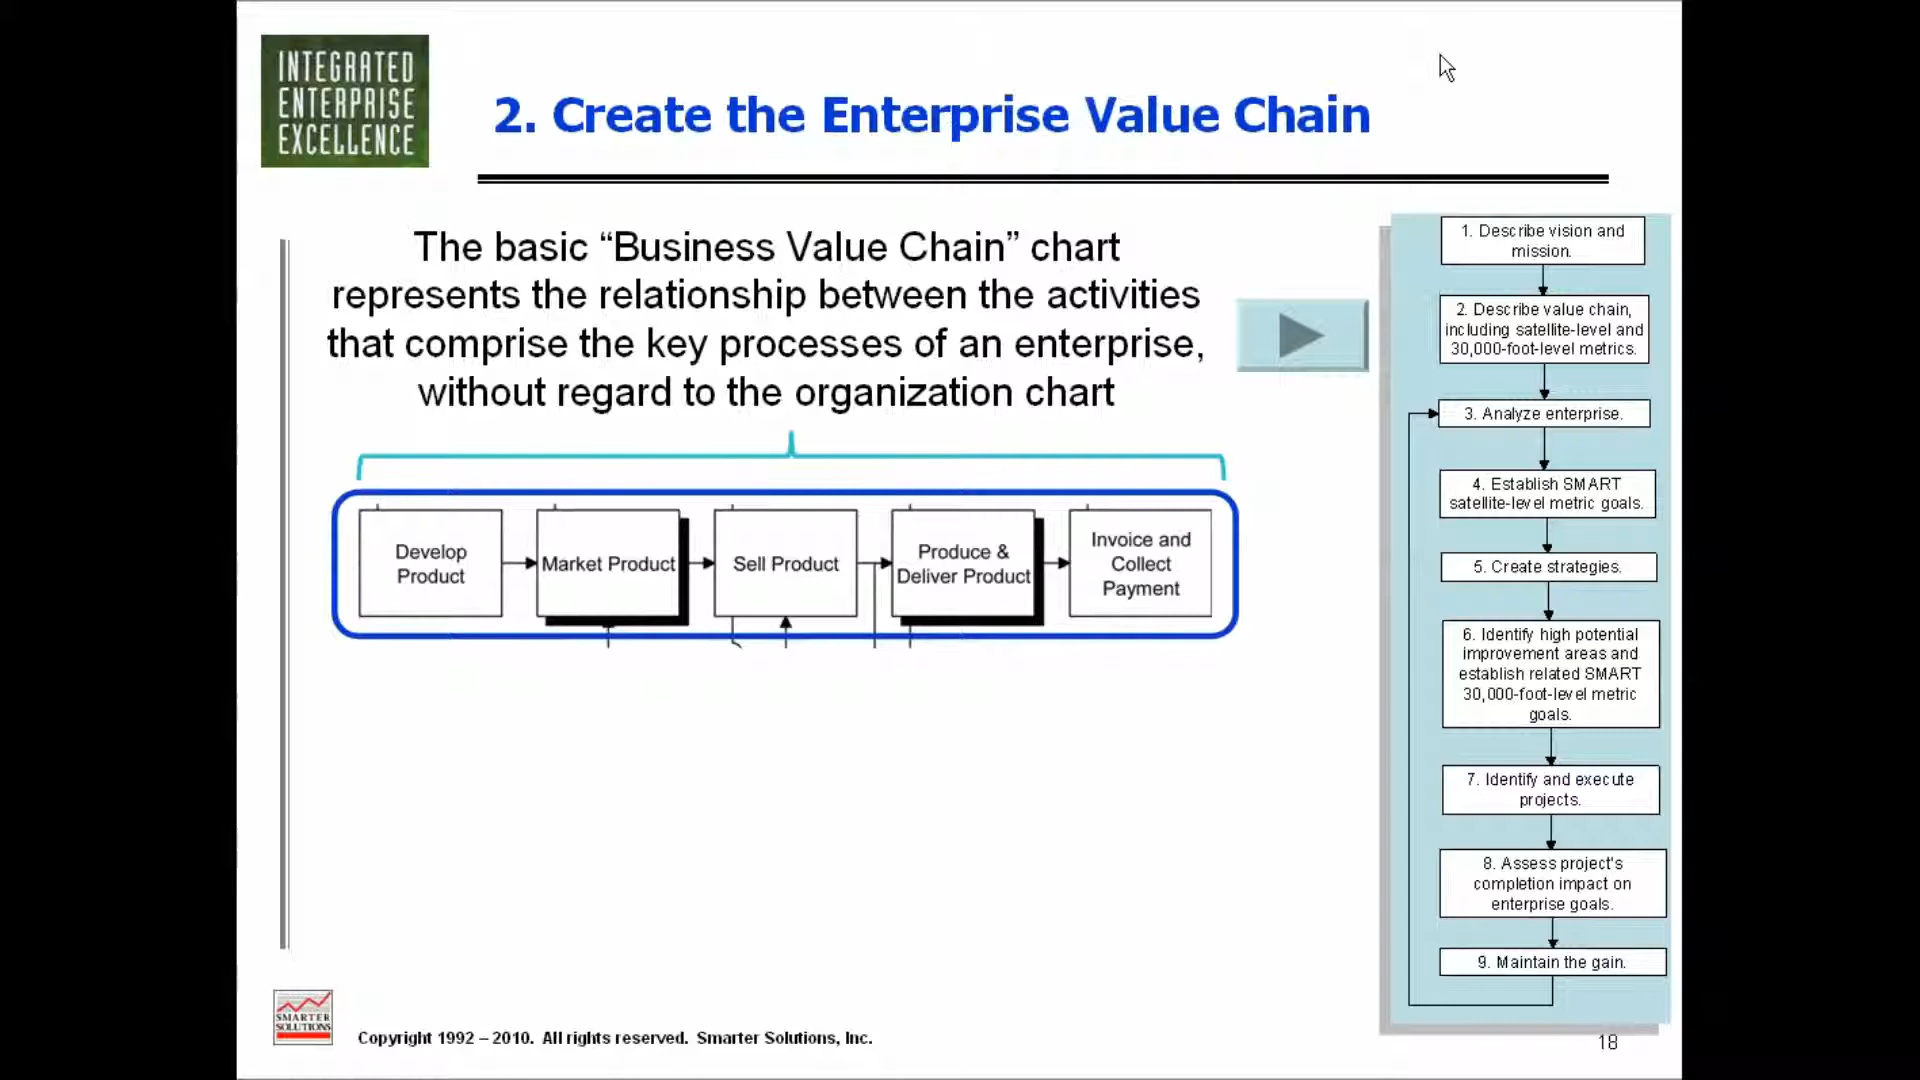 INTEGRATED
ENTERPRISE
EXCELLENCE
2. Create the Enterprise Value Chain
The basic “Business Value Chain” chart
represents the relationship between the activities
that comprise the key processes of an enterprise,
without regard to the organization chart
Develop
Product
Market Product
Sell Product
Produce &
Deliver Product
Invoice and
Collect
Payment
1. Describe vision and
mission.
2. Describe value chain,
including satellite-level and
30,000-foot-level metrics.
3. Analyze enterprise.
4. Establish SMART
satellite-level metric goals.
5. Create strategies.
6. Identify high potential
improvement areas and
establish related SMART
30,000-foot-level metric
goals.
7. Identify and execute
projects.
8. Assess project's
completion impact on
enterprise goals.
9. Maintain the gain.
SMARTER
SOLUTIONS
Copyright 1992 – 2010. All rights reserved. Smarter Solutions, Inc.
18